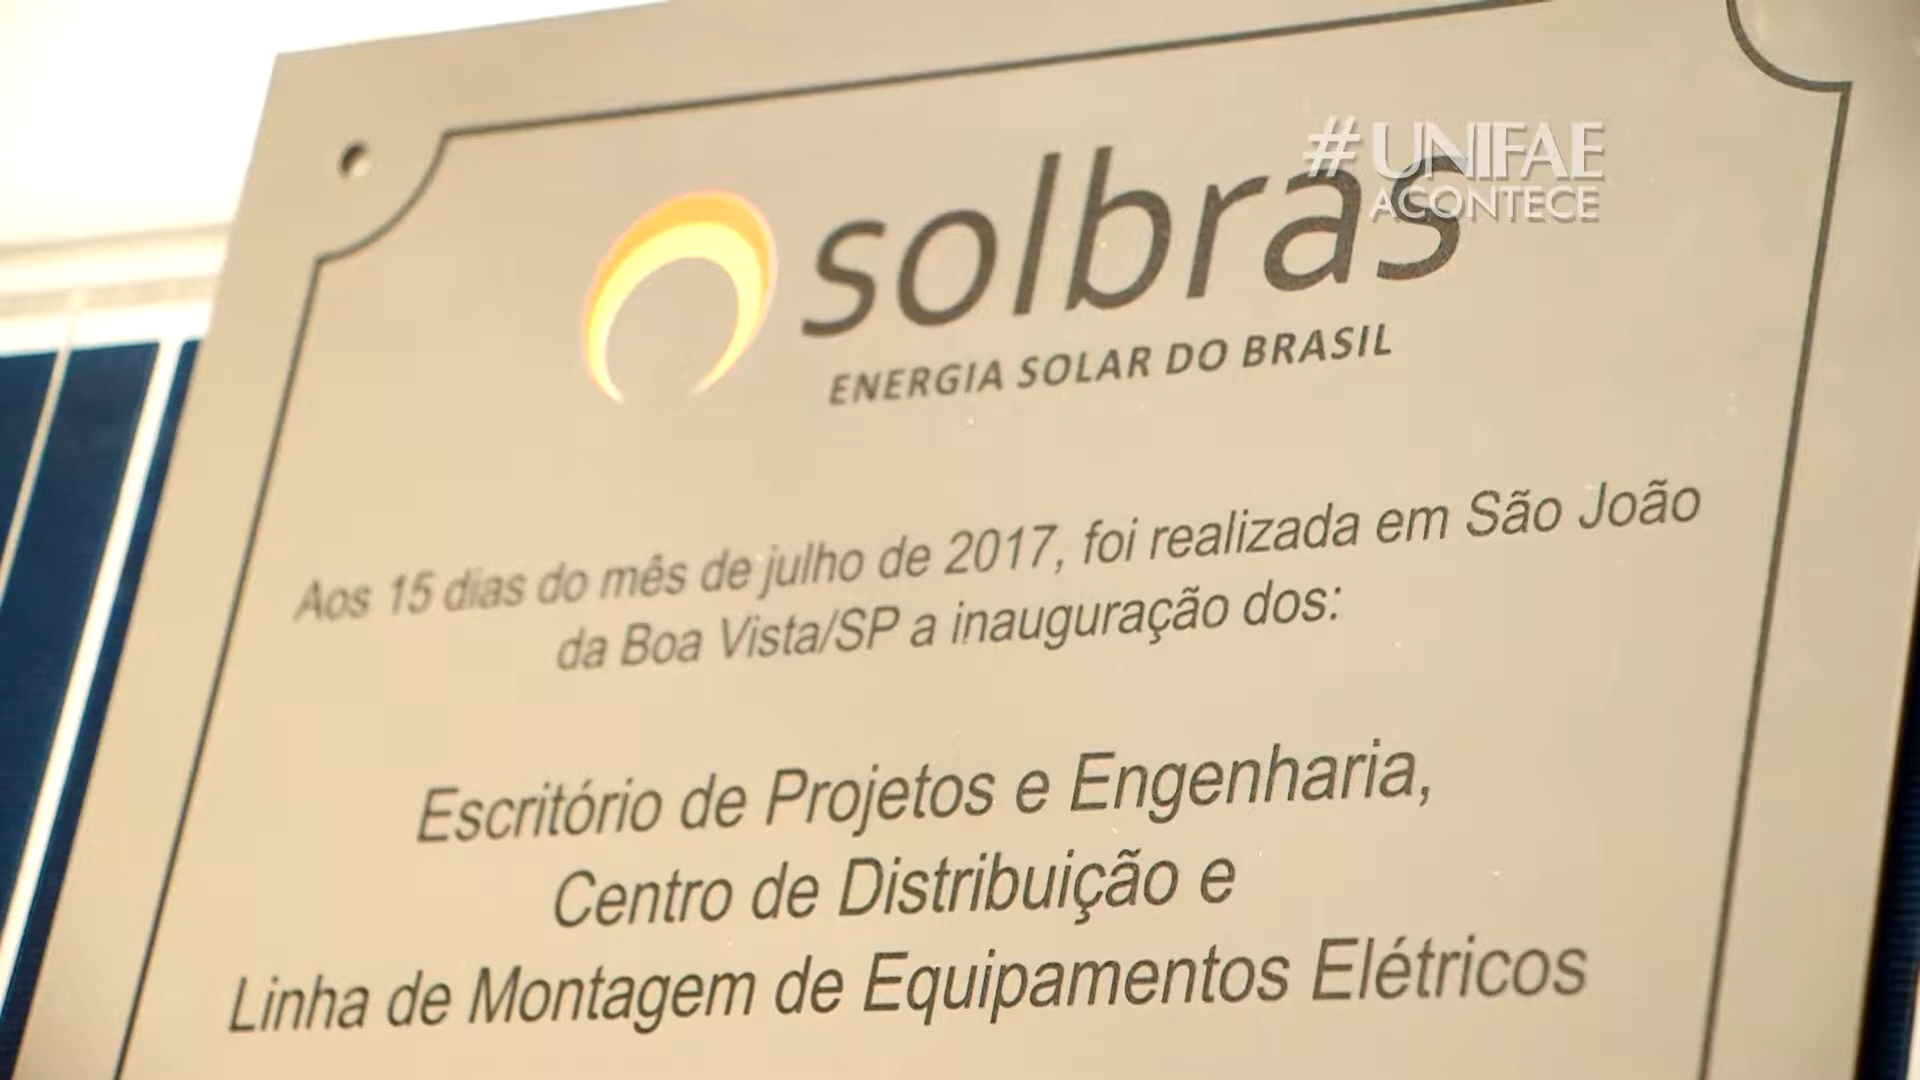 #UNIFAE
ACONTECE
solbras
ENERGIA SOLAR DO BRASIL
Aos 15 dias do mês de julho de 2017, foi realizada em São João
da Boa Vista/SP a inauguração dos:
Escritório de Projetos e Engenharia,
Centro de Distribuição e
Linha de Montagem de Equipamentos Elétricos